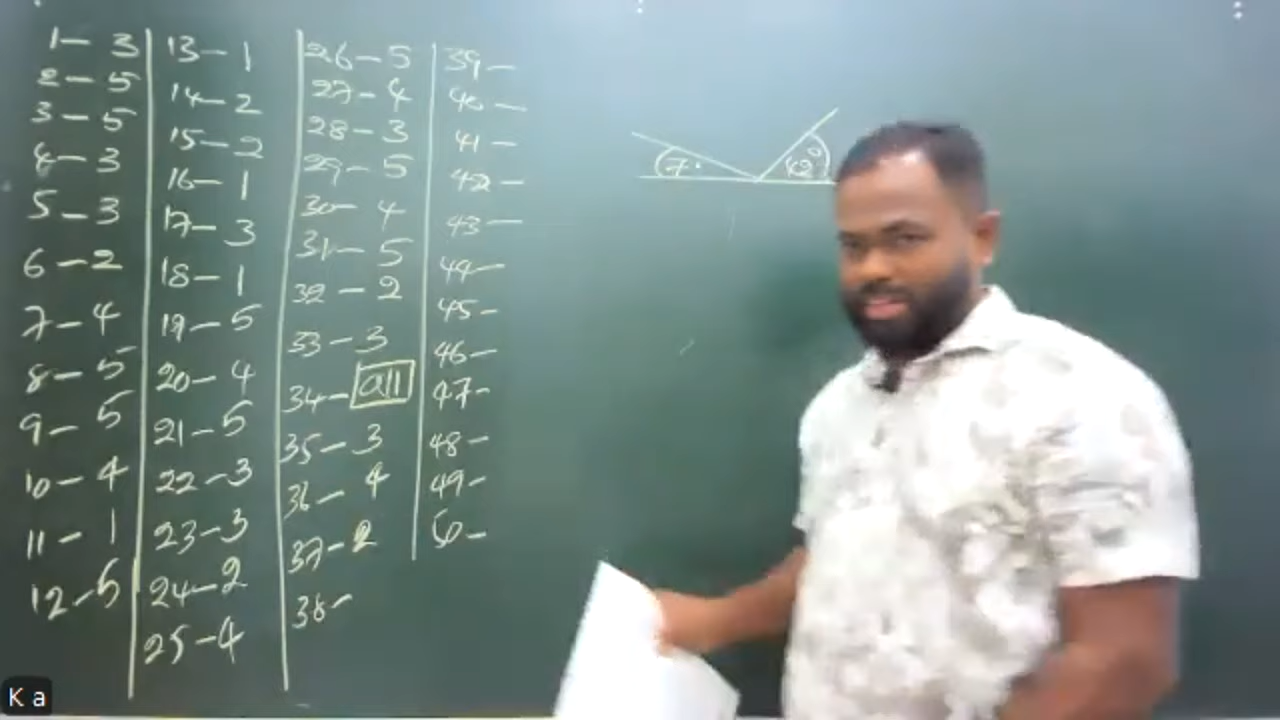 1- 3
2 - 5
3 - 5
4 - 3
5 - 3
6 - 2
7 - 4
8 - 5
9 - 5
10 - 4
11 - 1
12 - 5
13 - 1
14 - 2
15 - 2
16 - 1
17 - 3
18 - 1
19 - 5
20 - 4
21 - 5
22 - 3
23 - 3
24 - 2
25 - 4
26 - 5
27 - 4
28 - 3
29 - 5
30 - 4
31 - 5
32 - 2
33 - 3
34 - all
35 - 3
36 - 4
37 - 2
38 -
39 -
40 -
41 -
42 -
43 -
44 -
45 -
46 -
47 -
48 -
49 -
50 -
7
K a